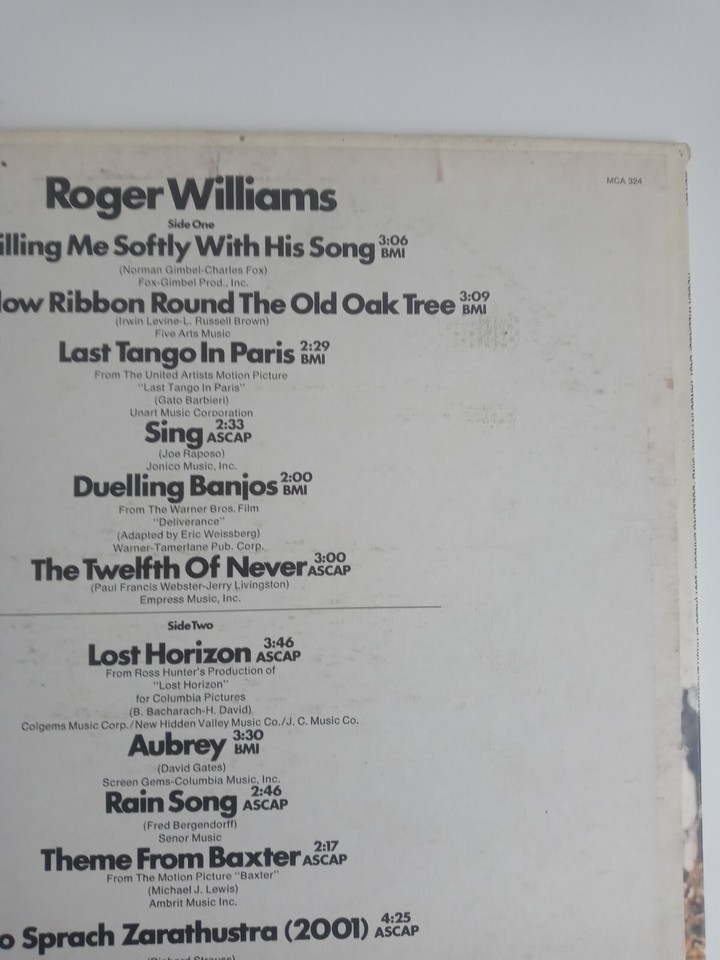 MCA 324
Roger Williams
Side One
illing Me Softly With His Song 3:06 BMI
(Norman Gimbel-Charles Fox)
Fox-Gimbel Prod., Inc.
low Ribbon Round The Old Oak Tree 3:09 BMI
(Irwin Levine-L. Russell Brown)
Five Arts Music
Last Tango In Paris 2:29 BMI
From The United Artists Motion Picture
"Last Tango In Paris"
(Gato Barbieri)
Unart Music Corporation
Sing 2:33 ASCAP
(Joe Raposo)
Jonico Music, Inc.
Duelling Banjos 2:00 BMI
From The Warner Bros. Film
"Deliverance"
(Adapted by Eric Weissberg)
Warner-Tamerlane Pub. Corp.
The Twelfth Of Never 3:00 ASCAP
(Paul Francis Webster-Jerry Livingston)
Empress Music, Inc.
Side Two
Lost Horizon 3:46 ASCAP
From Ross Hunter's Production of
"Lost Horizon"
for Columbia Pictures
(B. Bacharach-H. David)
Colgems Music Corp./New Hidden Valley Music Co./J. C. Music Co.
Aubrey 3:30 BMI
(David Gates)
Screen Gems-Columbia Music, Inc.
Rain Song 2:46 ASCAP
(Fred Bergendorff)
Senor Music
Theme From Baxter 2:17 ASCAP
From The Motion Picture "Baxter"
(Michael J. Lewis)
Ambrit Music Inc.
o Sprach Zarathustra (2001) 4:25 ASCAP
(Richard Strauss)